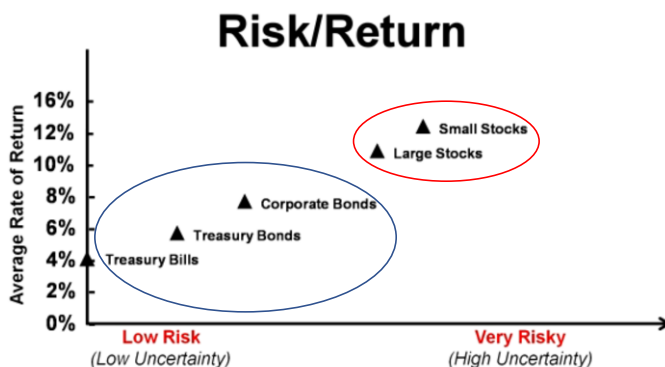 Risk/Return
Average Rate of Return
16%
12%
10%
8%
6%
4%
2%
0%
Small Stocks
Large Stocks
Corporate Bonds
Treasury Bonds
Treasury Bills
Low Risk
(Low Uncertainty)
Very Risky
(High Uncertainty)